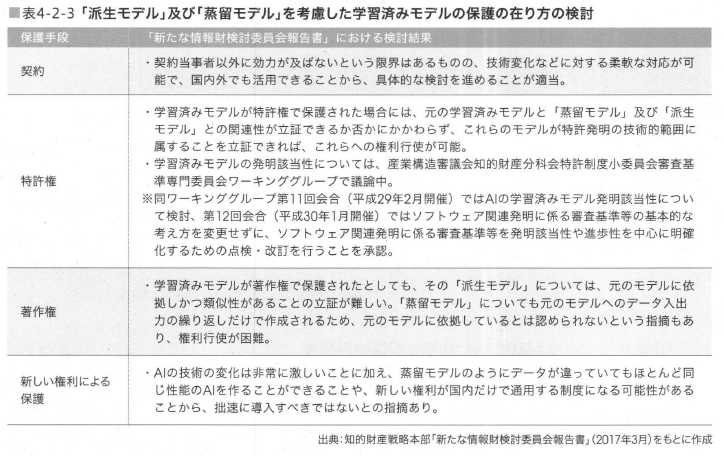 ■表4-2-3「派生モデル」及び「蒸留モデル」を考慮した学習済みモデルの保護の在り方の検討
保護手段
「新たな情報財検討委員会報告書」における検討結果
契約
・契約当事者以外に効力が及ばないという限界はあるものの、技術変化などに対する柔軟な対応が可
能で、国内外でも活用できることから、具体的な検討を進めることが適当。
特許権
・学習済みモデルが特許権で保護された場合には、元の学習済みモデルと「蒸留モデル」及び「派生
モデル」との関連性が立証できるか否かにかかわらず、これらのモデルが特許発明の技術的範囲に
属することを立証できれば、これらへの権利行使が可能。
・学習済みモデルの発明該当性については、産業構造審議会知的財産分科会特許制度小委員会審査基
準専門委員会ワーキンググループで議論中。
※同ワーキンググループ第11回会合（平成29年2月開催）ではAIの学習済みモデル発明該当性につい
て検討、第12回会合（平成30年1月開催）ではソフトウェア関連発明に係る審査基準等の基本的な
考え方を変更せずに、ソフトウェア関連発明に係る審査基準等を発明該当性や進歩性を中心に明確
化するための点検・改訂を行うことを承認。
著作権
・学習済みモデルが著作権で保護されたとしても、その「派生モデル」については、元のモデルに依
拠しかつ類似性があることの立証が難しい。「蒸留モデル」についても元のモデルへのデータ入出
力の繰り返しだけで作成されるため、元のモデルに依拠しているとは認められないという指摘もあ
り、権利行使が困難。
新しい権利による
保護
・AIの技術の変化は非常に激しいことに加え、蒸留モデルのようにデータが違っていてもほとんど同
じ性能のAIを作ることができることや、新しい権利が国内だけで通用する制度になる可能性がある
ことから、拙速に導入すべきではないとの指摘あり。
出典：知的財産戦略本部「新たな情報財検討委員会報告書」（2017年3月）をもとに作成